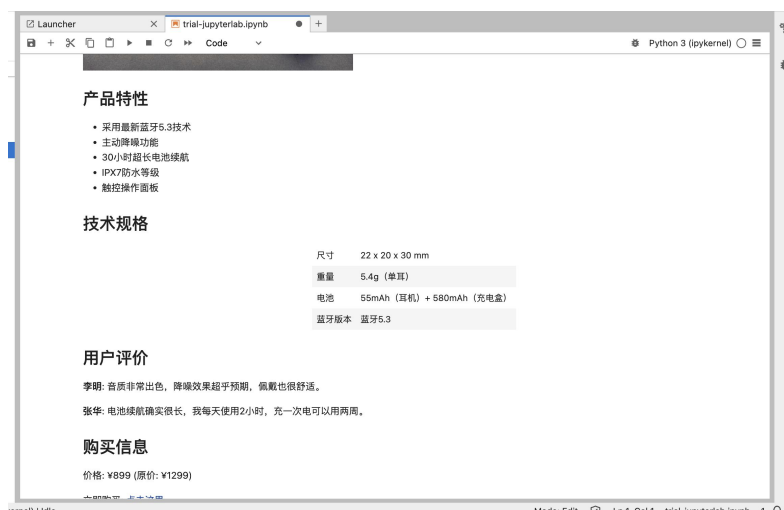 Launcher
trial-jupyterlab.ipynb
Code
Python 3 (ipykernel)
产品特性
采用最新蓝牙5.3技术
主动降噪功能
30小时超长电池续航
IPX7防水等级
触控操作面板
技术规格
尺寸 22 x 20 x 30 mm
重量 5.4g（单耳）
电池 55mAh（耳机）+ 580mAh（充电盒）
蓝牙版本 蓝牙5.3
用户评价
李明: 音质非常出色，降噪效果超乎预期，佩戴也很舒适。
张华: 电池续航确实很长，我每天使用2小时，充一次电可以用两周。
购买信息
价格: ¥899 (原价: ¥1299)